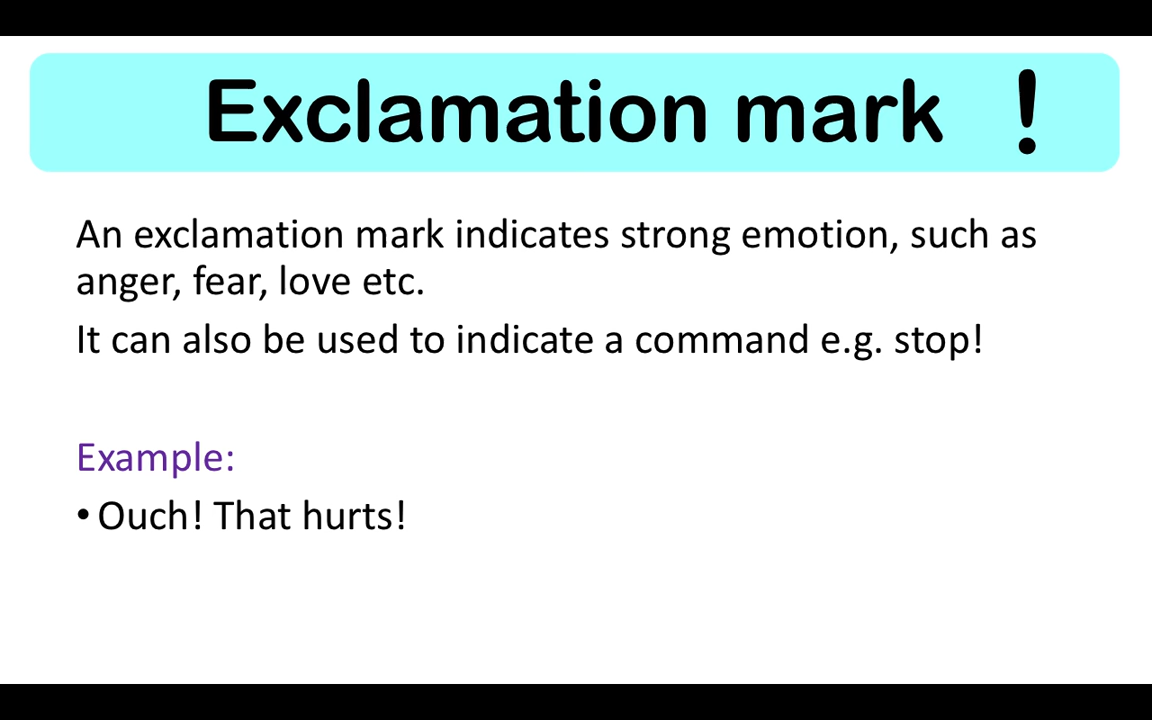 Exclamation mark !
An exclamation mark indicates strong emotion, such as
anger, fear, love etc.
It can also be used to indicate a command e.g. stop!
Example:
• Ouch! That hurts!